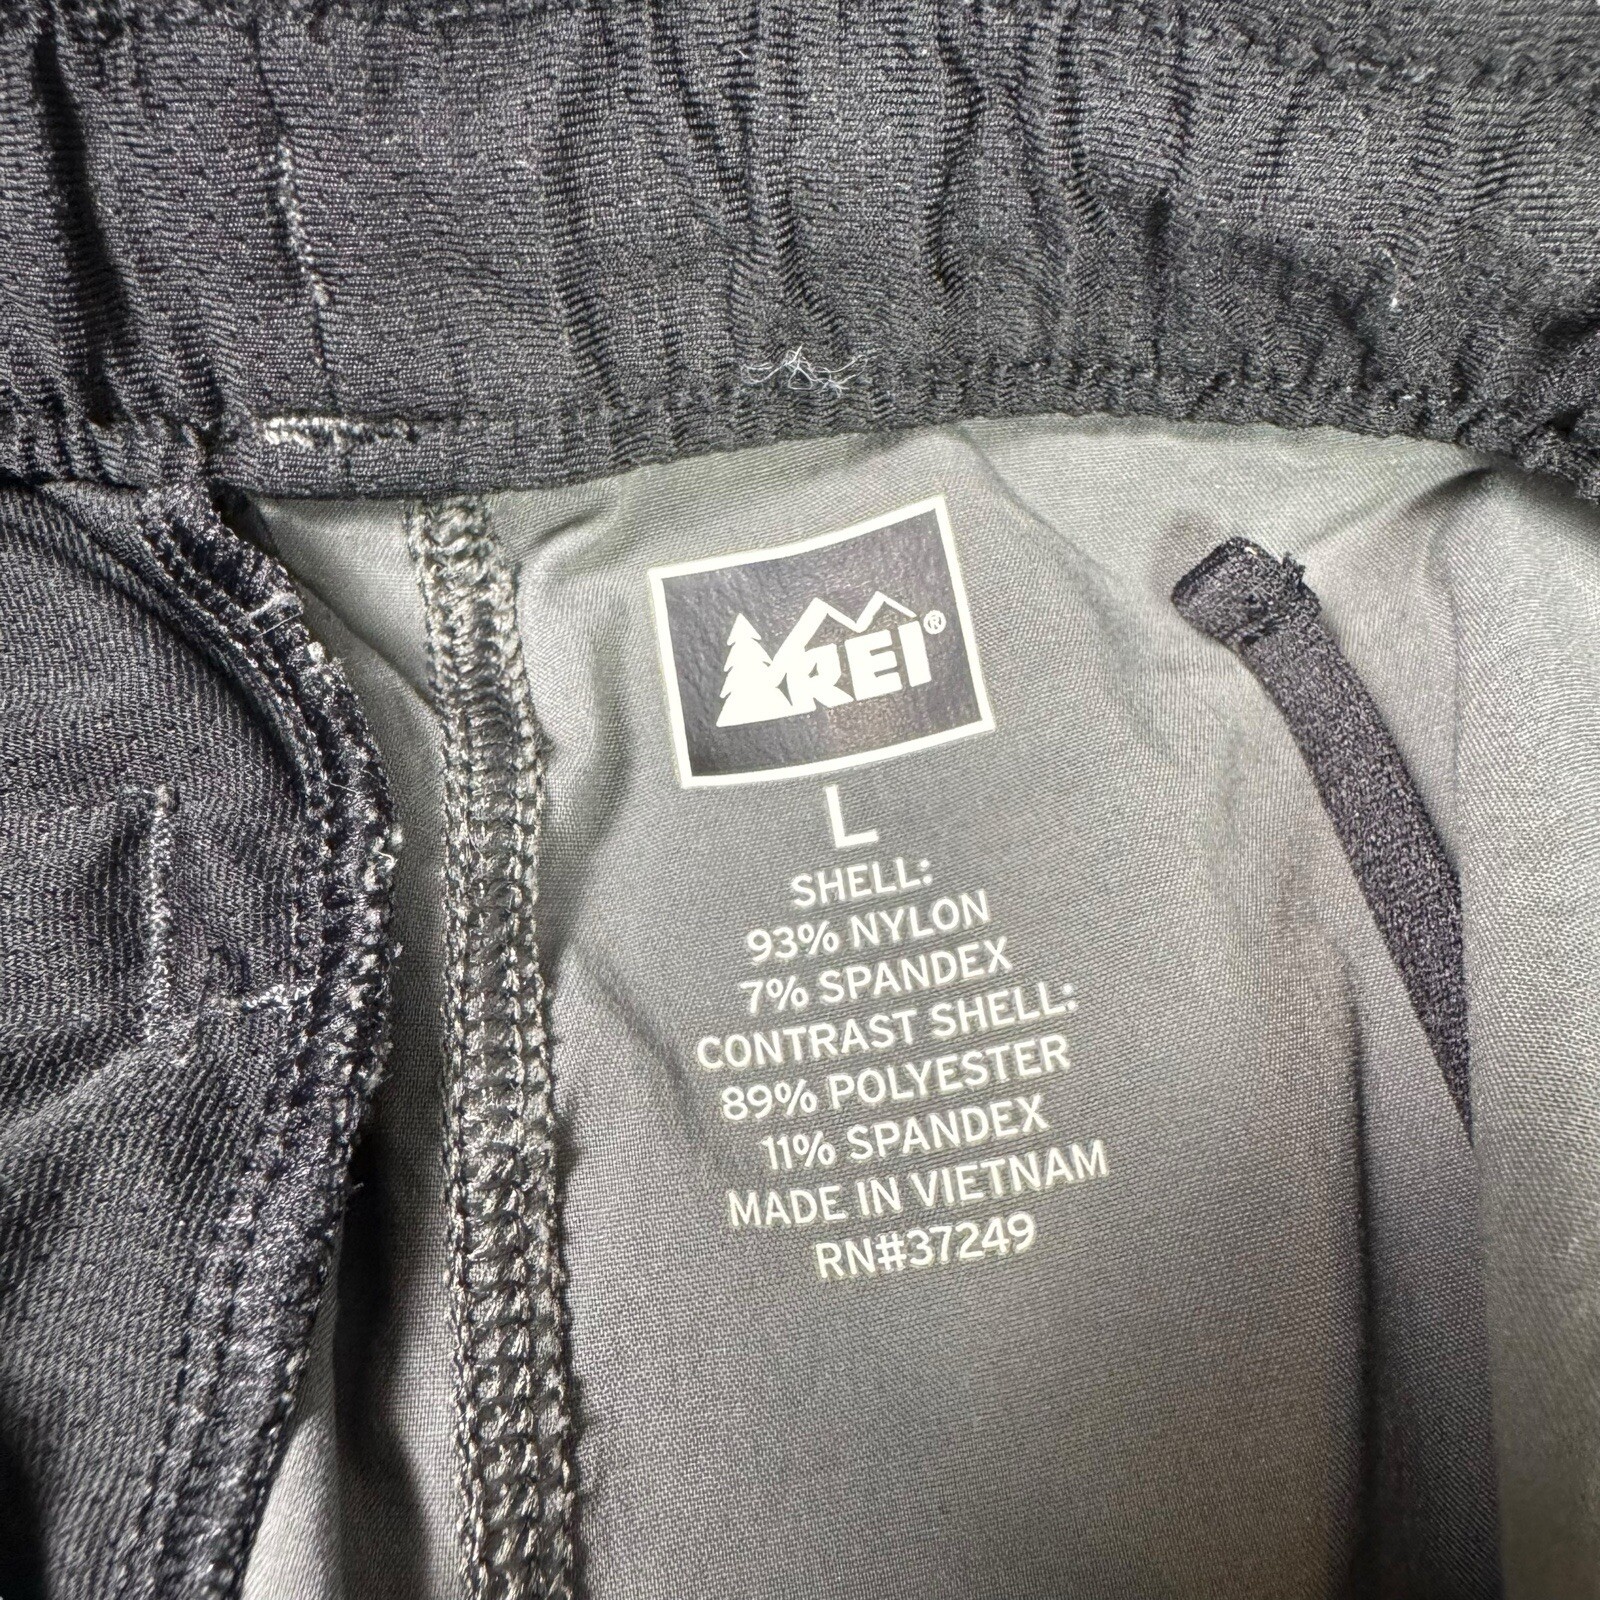 REI®
L
SHELL:
93% NYLON
7% SPANDEX
CONTRAST SHELL:
89% POLYESTER
11% SPANDEX
MADE IN VIETNAM
RN#37249